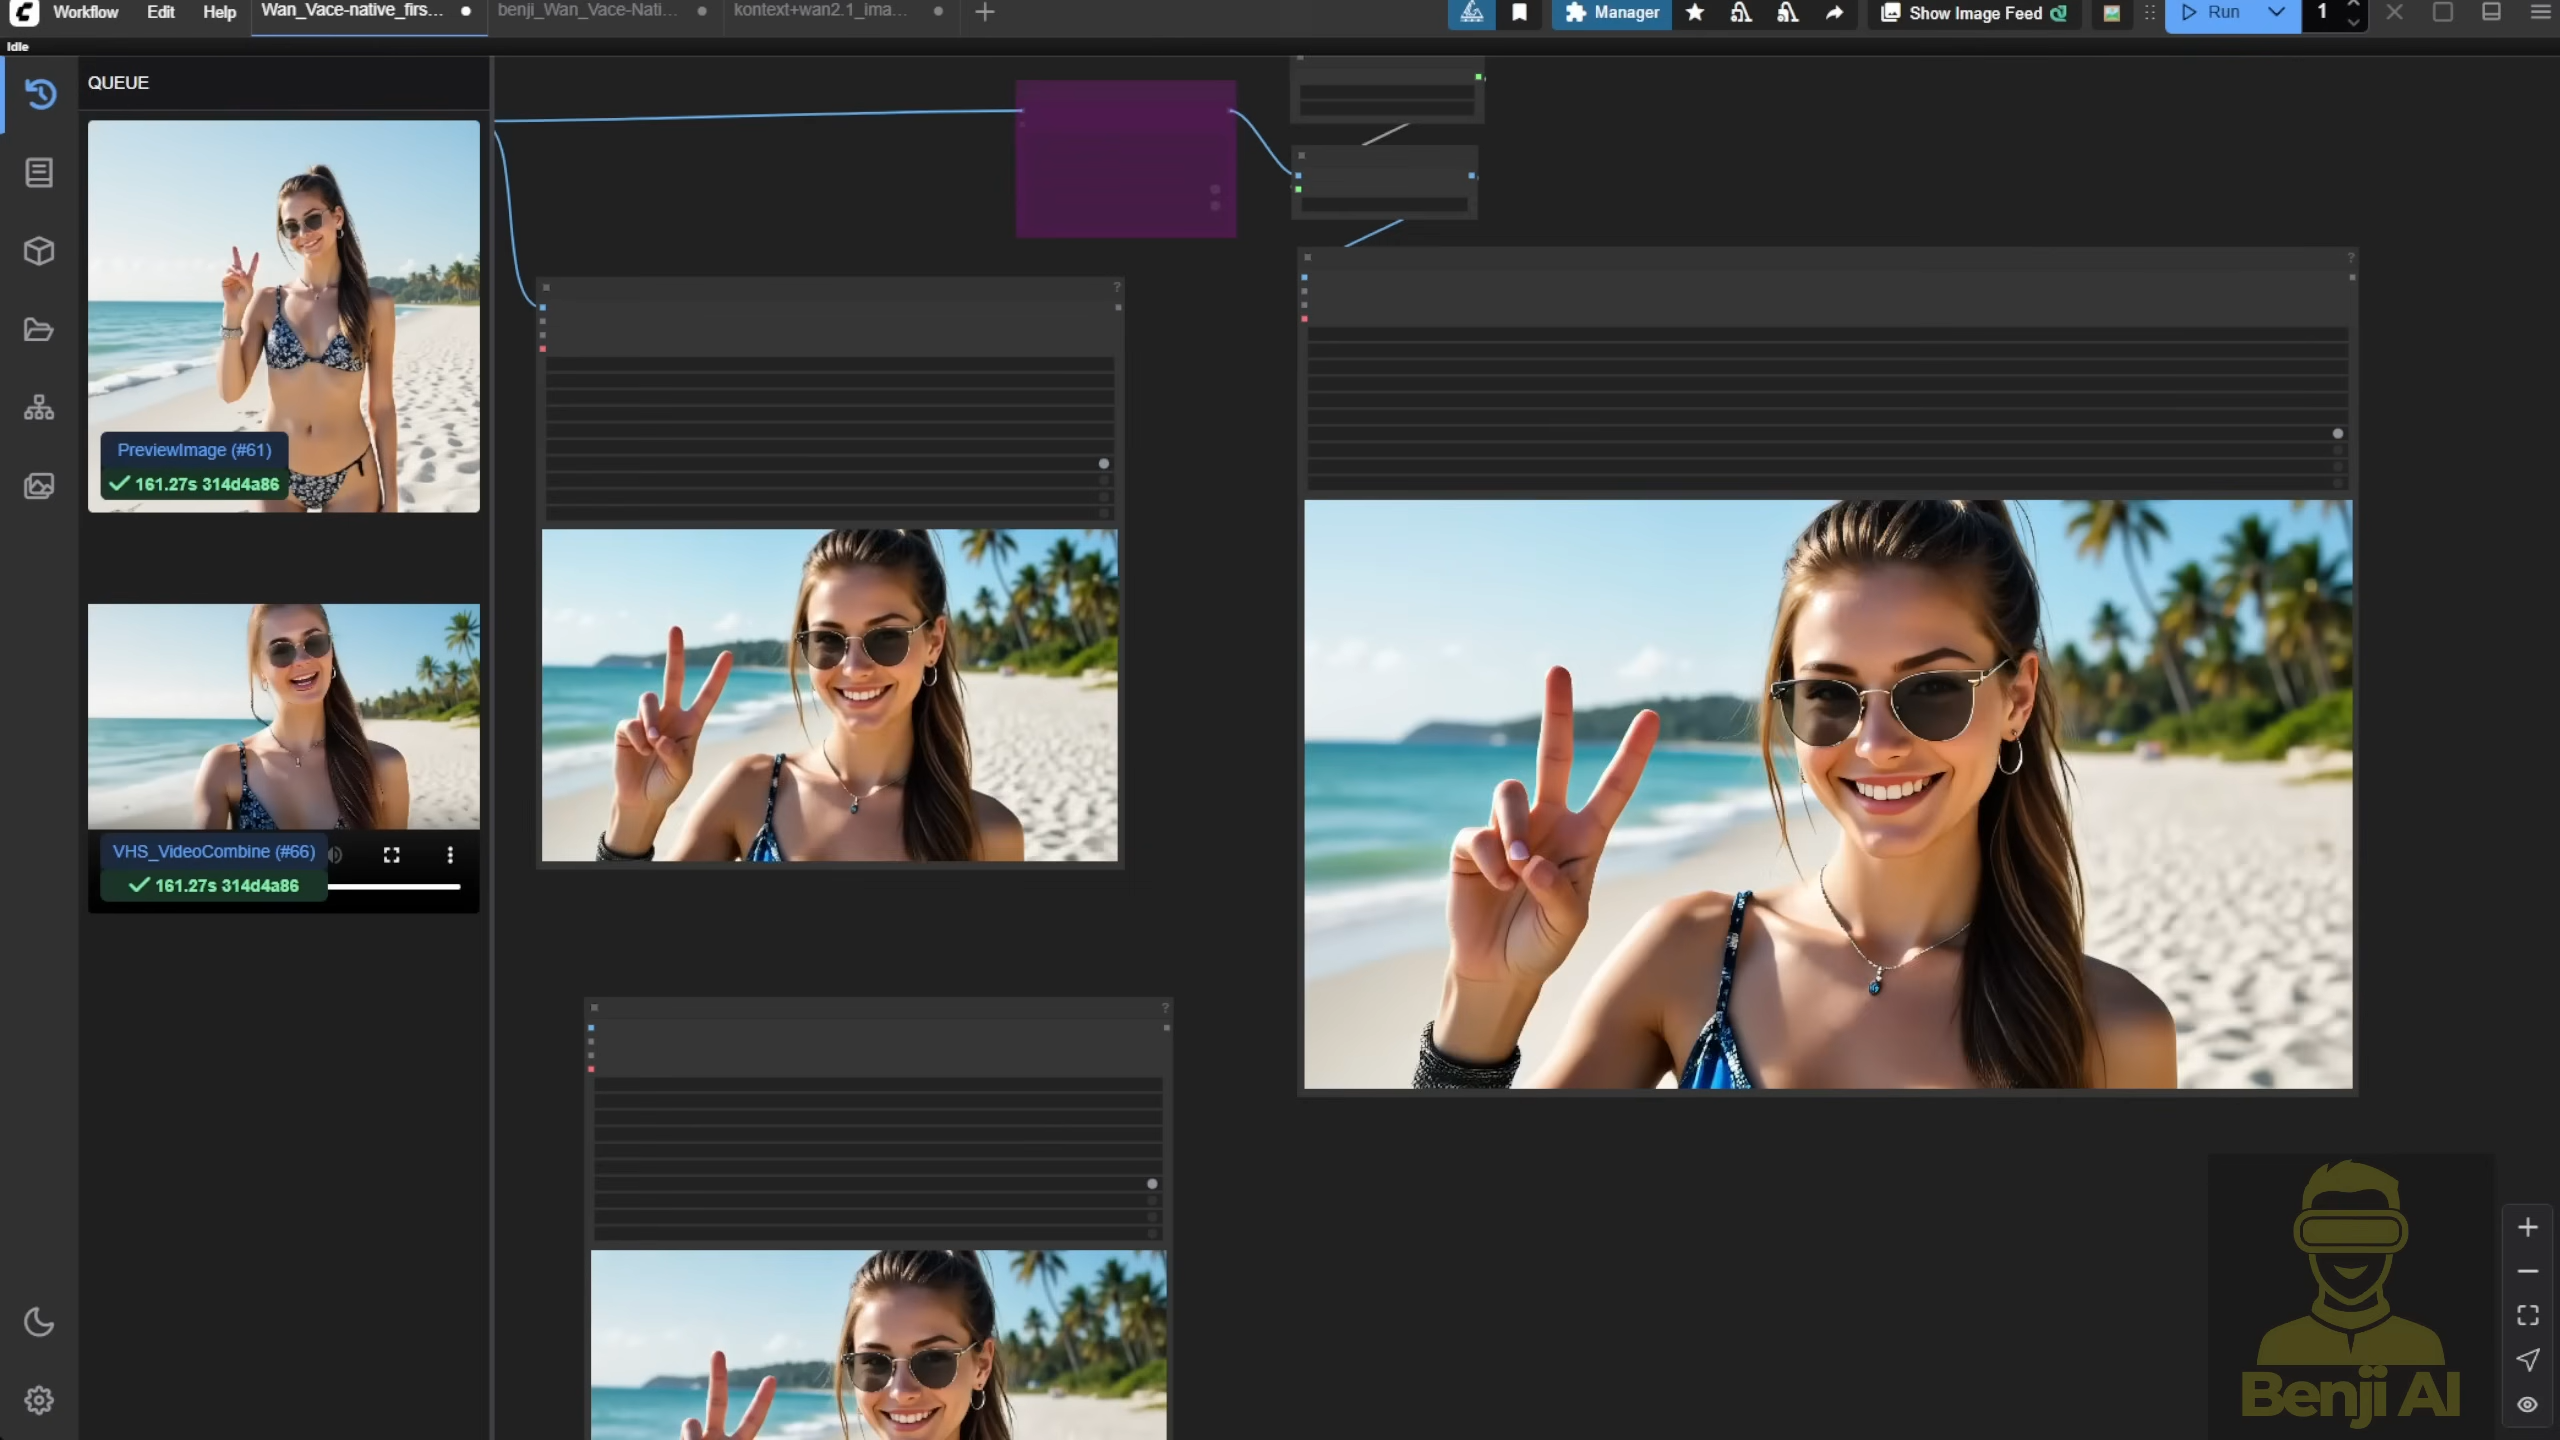 Workflow Edit Help Wan_Vace-native_firs... benji_Wan_Vace-Nati... kontext+wan2.1_ima... Manager Show Image Feed Run 1
Idle
QUEUE
PreviewImage (#61)
161.27s 314d4a86
VHS_VideoCombine (#66)
161.27s 314d4a86
?
?
?
Benji AI